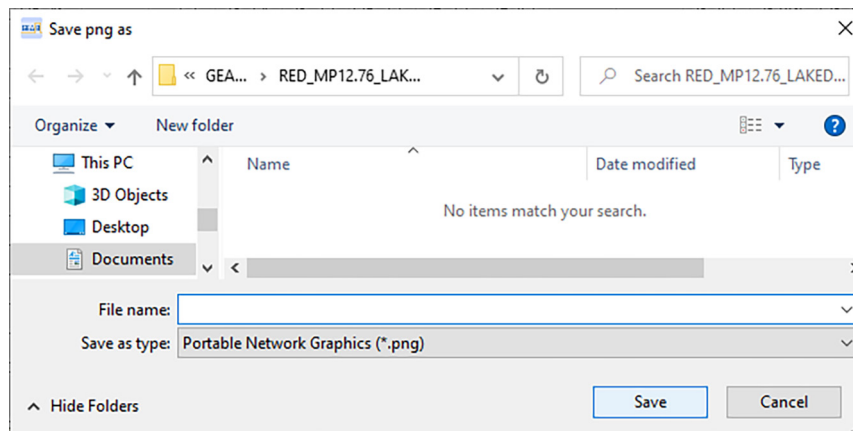 Save png as
« GEA... > RED_MP12.76_LAK...
Search RED_MP12.76_LAKED...
Organize
New folder
?
This PC
3D Objects
Desktop
Documents
Name
Date modified
Type
No items match your search.
File name:
Save as type: Portable Network Graphics (*.png)
Hide Folders
Save
Cancel